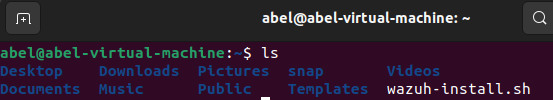 abel@abel-virtual-machine: ~
abel@abel-virtual-machine:~$ ls
Desktop Downloads Pictures snap Videos
Documents Music Public Templates wazuh-install.sh